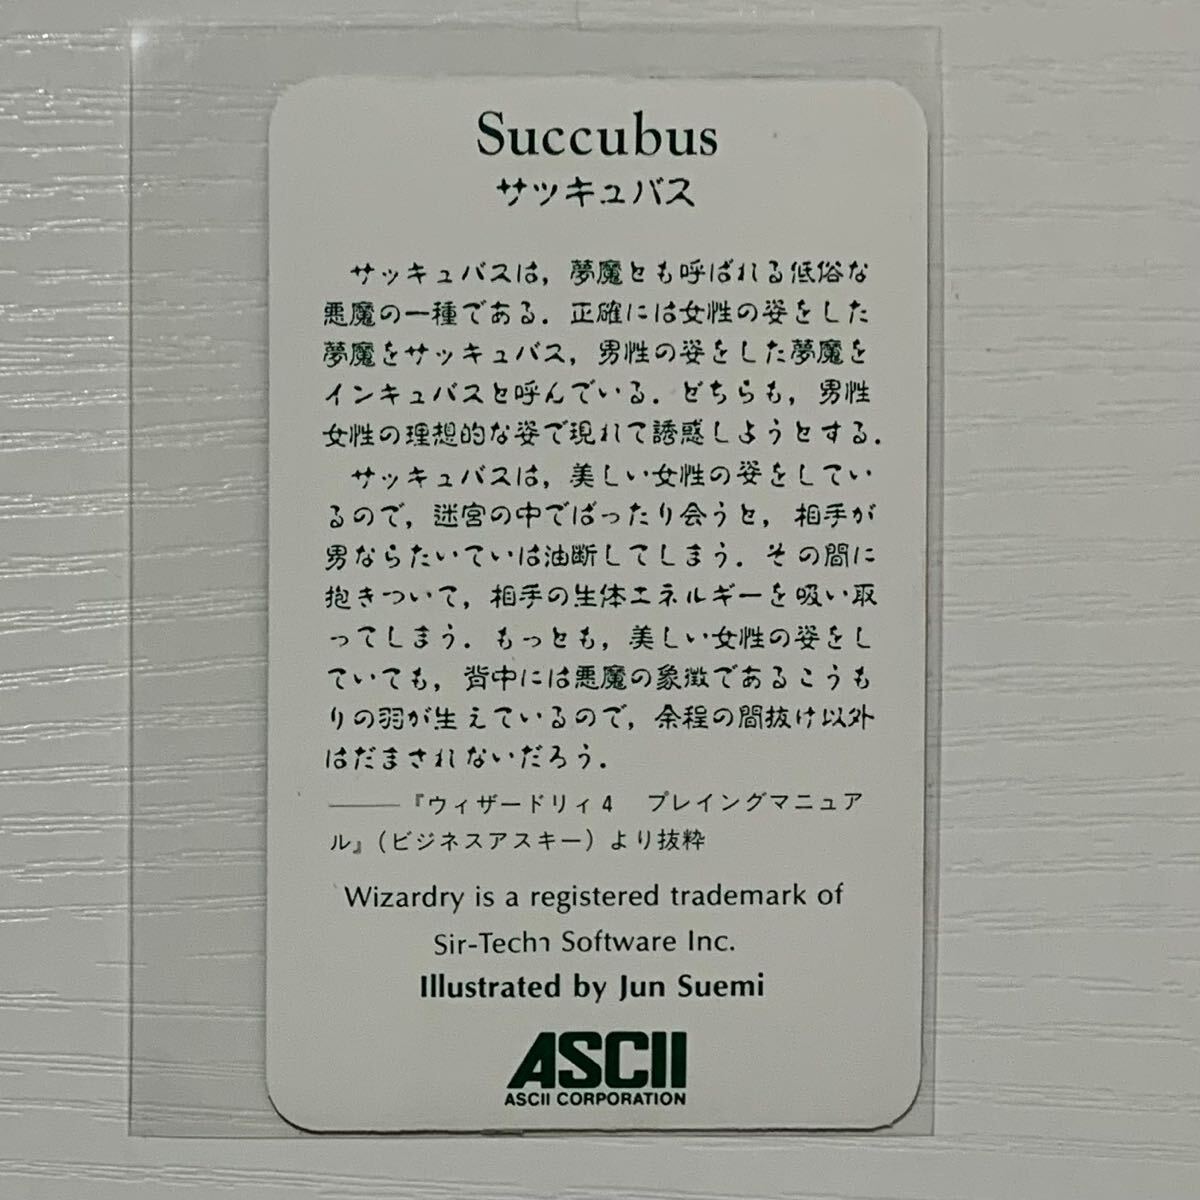 Succubus
サッキュバス
サッキュバスは，夢魔とも呼ばれる低俗な
悪魔の一種である．正確には女性の姿をした
夢魔をサッキュバス，男性の姿をした夢魔を
インキュバスと呼んでいる．どちらも，男性
女性の理想的な姿で現れて誘惑しようとする．
サッキュバスは，美しい女性の姿をしてい
るので，迷宮の中でばったり会うと，相手が
男ならたいていは油断してしまう．その間に
抱きついて，相手の生体エネルギーを吸い取
ってしまう．もっとも，美しい女性の姿をし
ていても，背中には悪魔の象徴であるこうも
りの羽が生えているので，余程の間抜け以外
はだまされないだろう．
――『ウィザードリィ4　プレイングマニュア
ル』（ビジネスアスキー）より抜粋
Wizardry is a registered trademark of
Sir-Tech Software Inc.
Illustrated by Jun Suemi
ASCII
ASCII CORPORATION